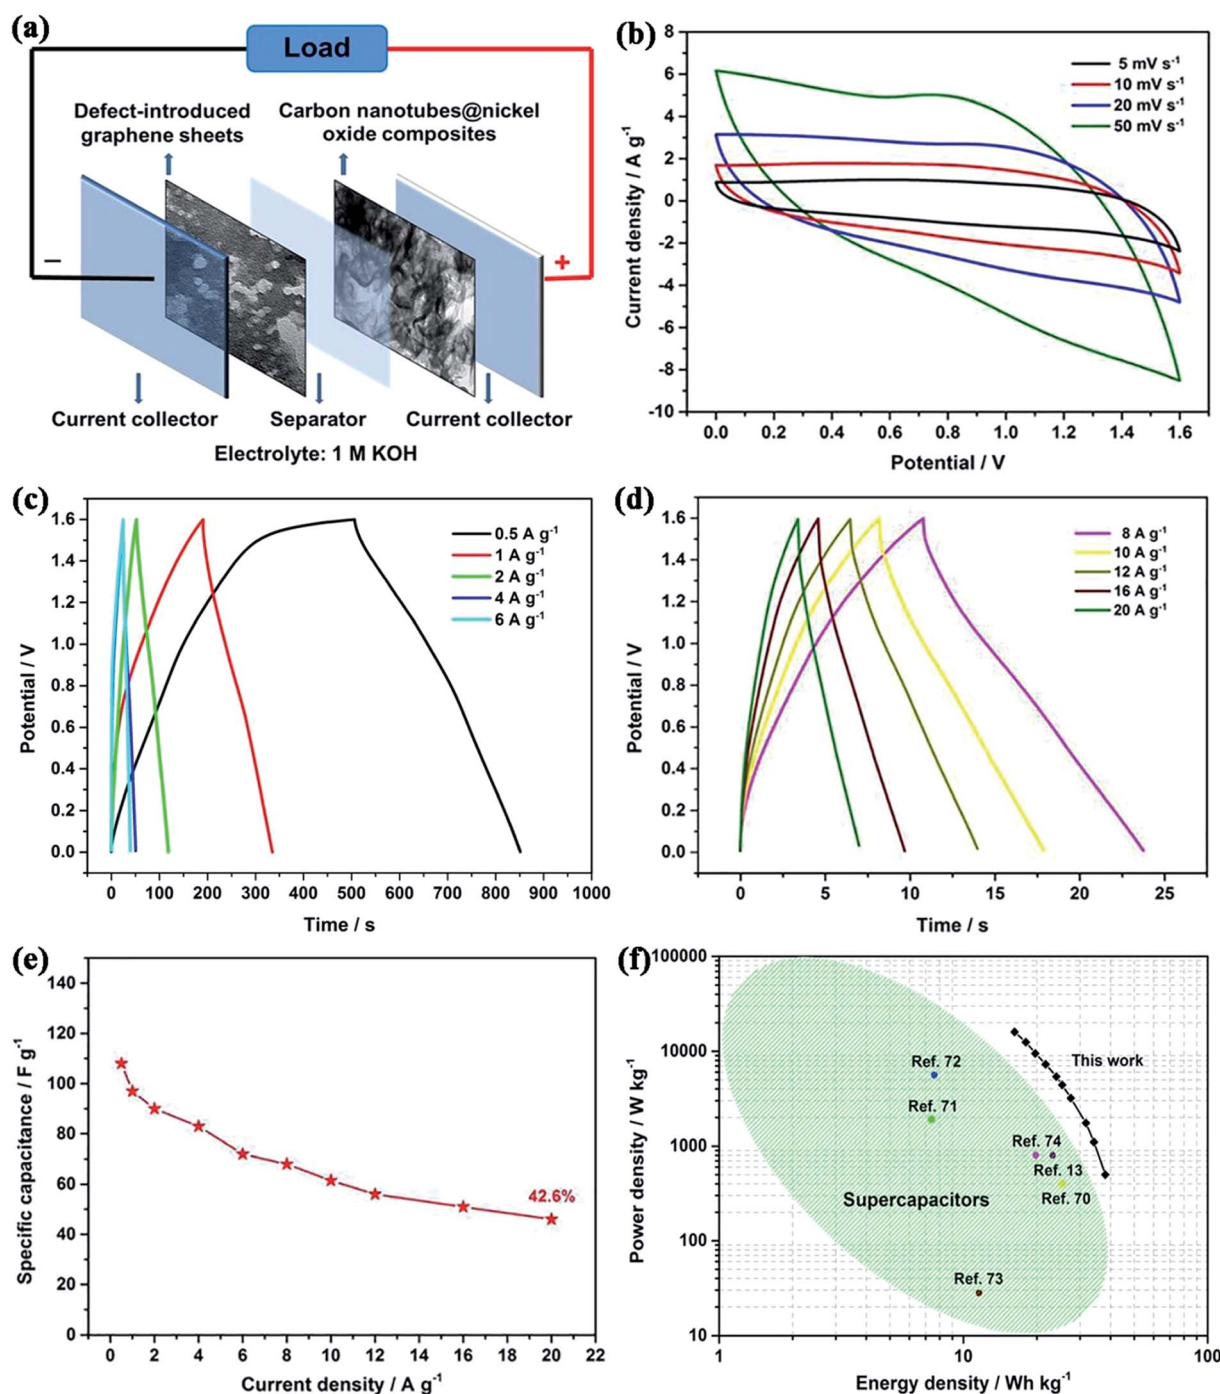 (a)
Load
Defect-introduced
graphene sheets
Carbon nanotubes@nickel
oxide composites
−
+
Current collector
Separator
Current collector
Electrolyte: 1 M KOH
(b)
8
6
4
2
0
-2
-4
-6
-8
-10
Current density / A g⁻¹
5 mV s⁻¹
10 mV s⁻¹
20 mV s⁻¹
50 mV s⁻¹
0.0 0.2 0.4 0.6 0.8 1.0 1.2 1.4 1.6
Potential / V
(c)
1.6
1.4
1.2
1.0
0.8
0.6
0.4
0.2
0.0
Potential / V
0.5 A g⁻¹
1 A g⁻¹
2 A g⁻¹
4 A g⁻¹
6 A g⁻¹
0 100 200 300 400 500 600 700 800 900 1000
Time / s
(d)
1.6
1.4
1.2
1.0
0.8
0.6
0.4
0.2
0.0
Potential / V
8 A g⁻¹
10 A g⁻¹
12 A g⁻¹
16 A g⁻¹
20 A g⁻¹
0 5 10 15 20 25
Time / s
(e)
140
120
100
80
60
40
20
0
Specific capacitance / F g⁻¹
42.6%
0 2 4 6 8 10 12 14 16 18 20 22
Current density / A g⁻¹
(f)
100000
10000
1000
100
10
Power density / W kg⁻¹
This work
Ref. 72
Ref. 71
Ref. 74
Ref. 13
Ref. 70
Supercapacitors
Ref. 73
1 10 100
Energy density / Wh kg⁻¹